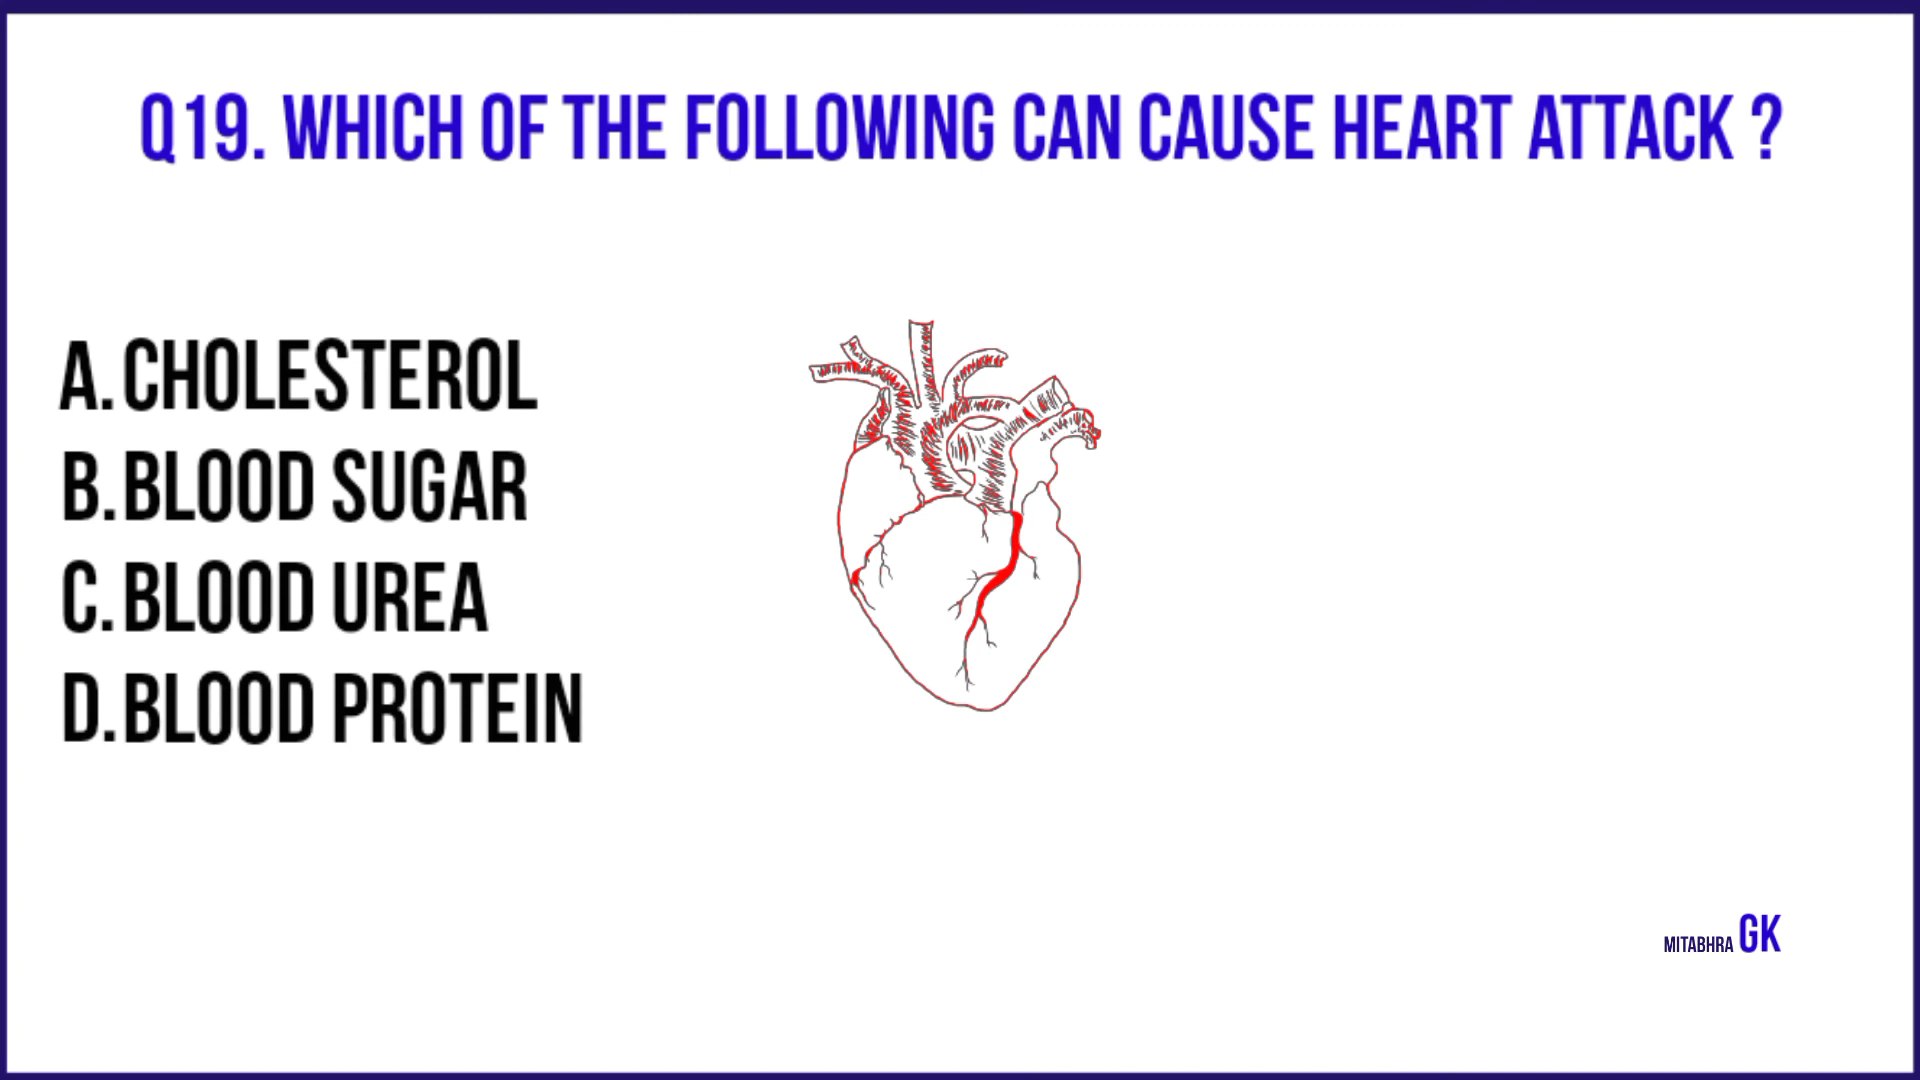 Q19. WHICH OF THE FOLLOWING CAN CAUSE HEART ATTACK ?
A. CHOLESTEROL
B. BLOOD SUGAR
C. BLOOD UREA
D. BLOOD PROTEIN
MITABHRA GK